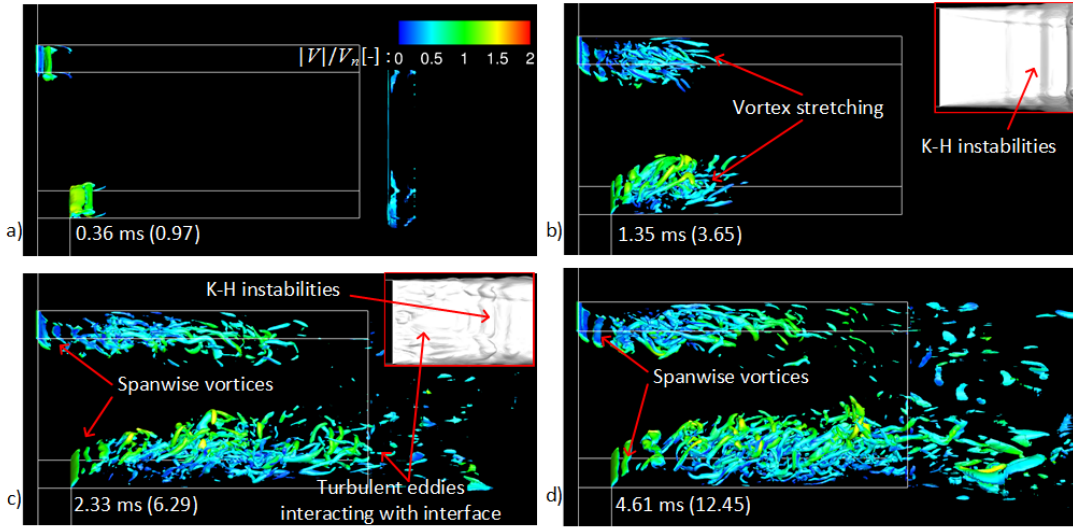 |V|/Vₙ[-] : 0 0.5 1 1.5 2
a)
0.36 ms (0.97)
Vortex stretching
K-H instabilities
b)
1.35 ms (3.65)
K-H instabilities
Spanwise vortices
c)
2.33 ms (6.29)
Turbulent eddies
interacting with interface
Spanwise vortices
d)
4.61 ms (12.45)